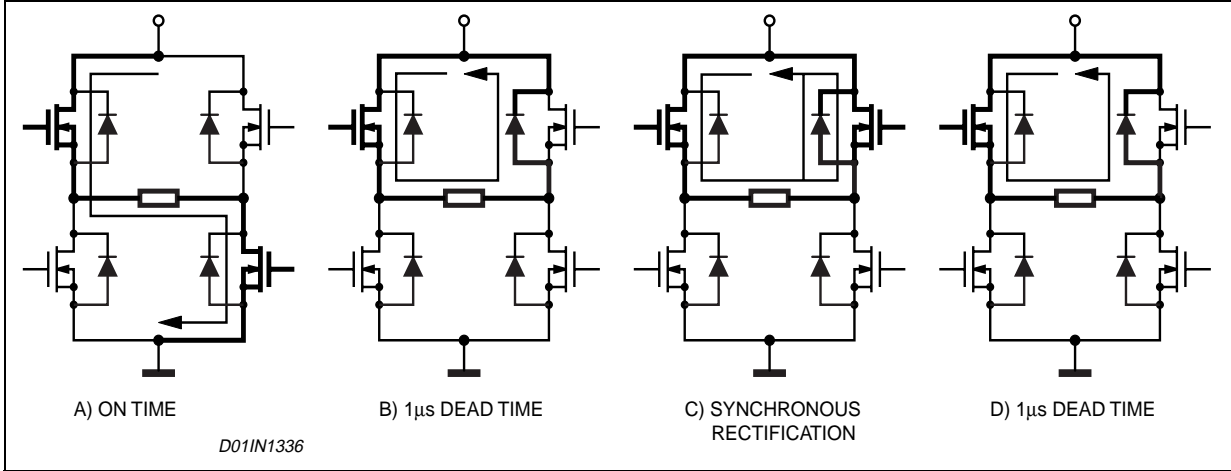 A) ON TIME
B) 1μs DEAD TIME
C) SYNCHRONOUS
RECTIFICATION
D) 1μs DEAD TIME
D01IN1336